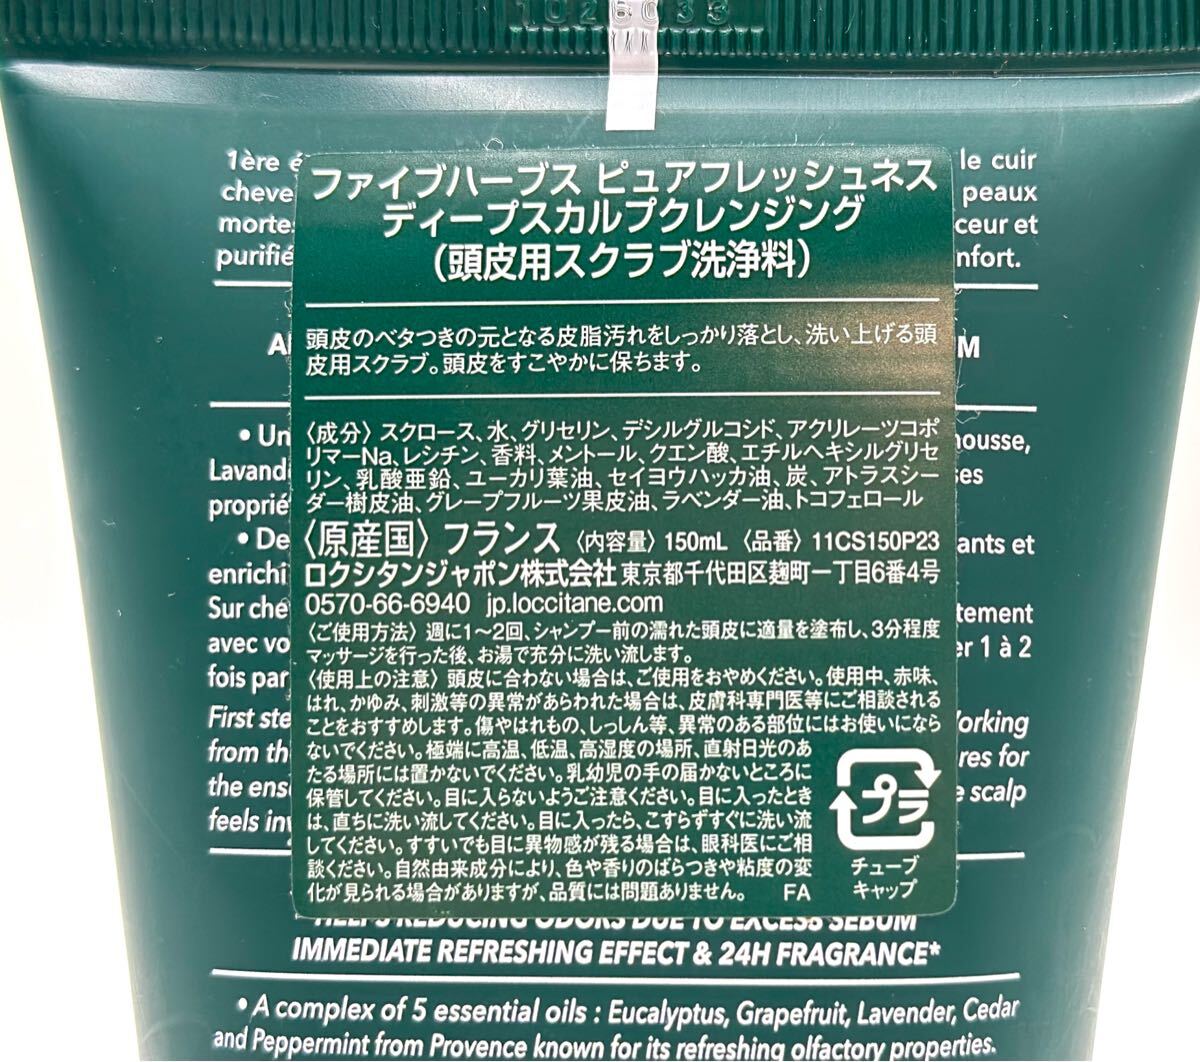 1026033
1ère é
cheve
morte
purifié
le cuir
peaux
ceur et
nfort.
ファイブハーブス ピュアフレッシュネス
ディープスカルプクレンジング
（頭皮用スクラブ洗浄料）
頭皮のベタつきの元となる皮脂汚れをしっかり落とし、洗い上げる頭
皮用スクラブ。頭皮をすこやかに保ちます。
〈成分〉スクロース、水、グリセリン、デシルグルコシド、アクリレーツコポ
リマーNa、レシチン、香料、メントール、クエン酸、エチルヘキシルグリセ
リン、乳酸亜鉛、ユーカリ葉油、セイヨウハッカ油、炭、アトラスシー
ダー樹皮油、グレープフルーツ果皮油、ラベンダー油、トコフェロール
〈原産国〉フランス〈内容量〉150mL〈品番〉11CS150P23
ロクシタンジャポン株式会社 東京都千代田区麹町一丁目6番4号
0570-66-6940 jp.loccitane.com
〈ご使用方法〉週に1～2回、シャンプー前の濡れた頭皮に適量を塗布し、3分程度
マッサージを行った後、お湯で充分に洗い流します。
〈使用上の注意〉頭皮に合わない場合は、ご使用をおやめください。使用中、赤味、
はれ、かゆみ、刺激等の異常があらわれた場合は、皮膚科専門医等にご相談される
ことをおすすめします。傷やはれもの、しっしん等、異常のある部位にはお使いになら
ないでください。極端に高温、低温、高湿度の場所、直射日光のあ
たる場所には置かないでください。乳幼児の手の届かないところに
保管してください。目に入らないようご注意ください。目に入ったとき
は、直ちに洗い流してください。目に入ったら、こすらずすぐに洗い流
してください。すすいでも目に異物感が残る場合は、眼科医にご相
談ください。自然由来成分により、色や香りのばらつきや粘度の変
化が見られる場合がありますが、品質には問題ありません。 FA
プラ
チューブ
キャップ
A
M
• Un
Lavand
proprié
• De
enrichi
Sur che
avec vo
fois par
First ste
from th
the ens
feels inv
mousse,
ses
ants et
tement
er 1 à 2
Working
res for
e scalp
HELPS REDUCING ODORS DUE TO EXCESS SEBUM
IMMEDIATE REFRESHING EFFECT & 24H FRAGRANCE*
• A complex of 5 essential oils : Eucalyptus, Grapefruit, Lavender, Cedar
and Peppermint from Provence known for its refreshing olfactory properties.